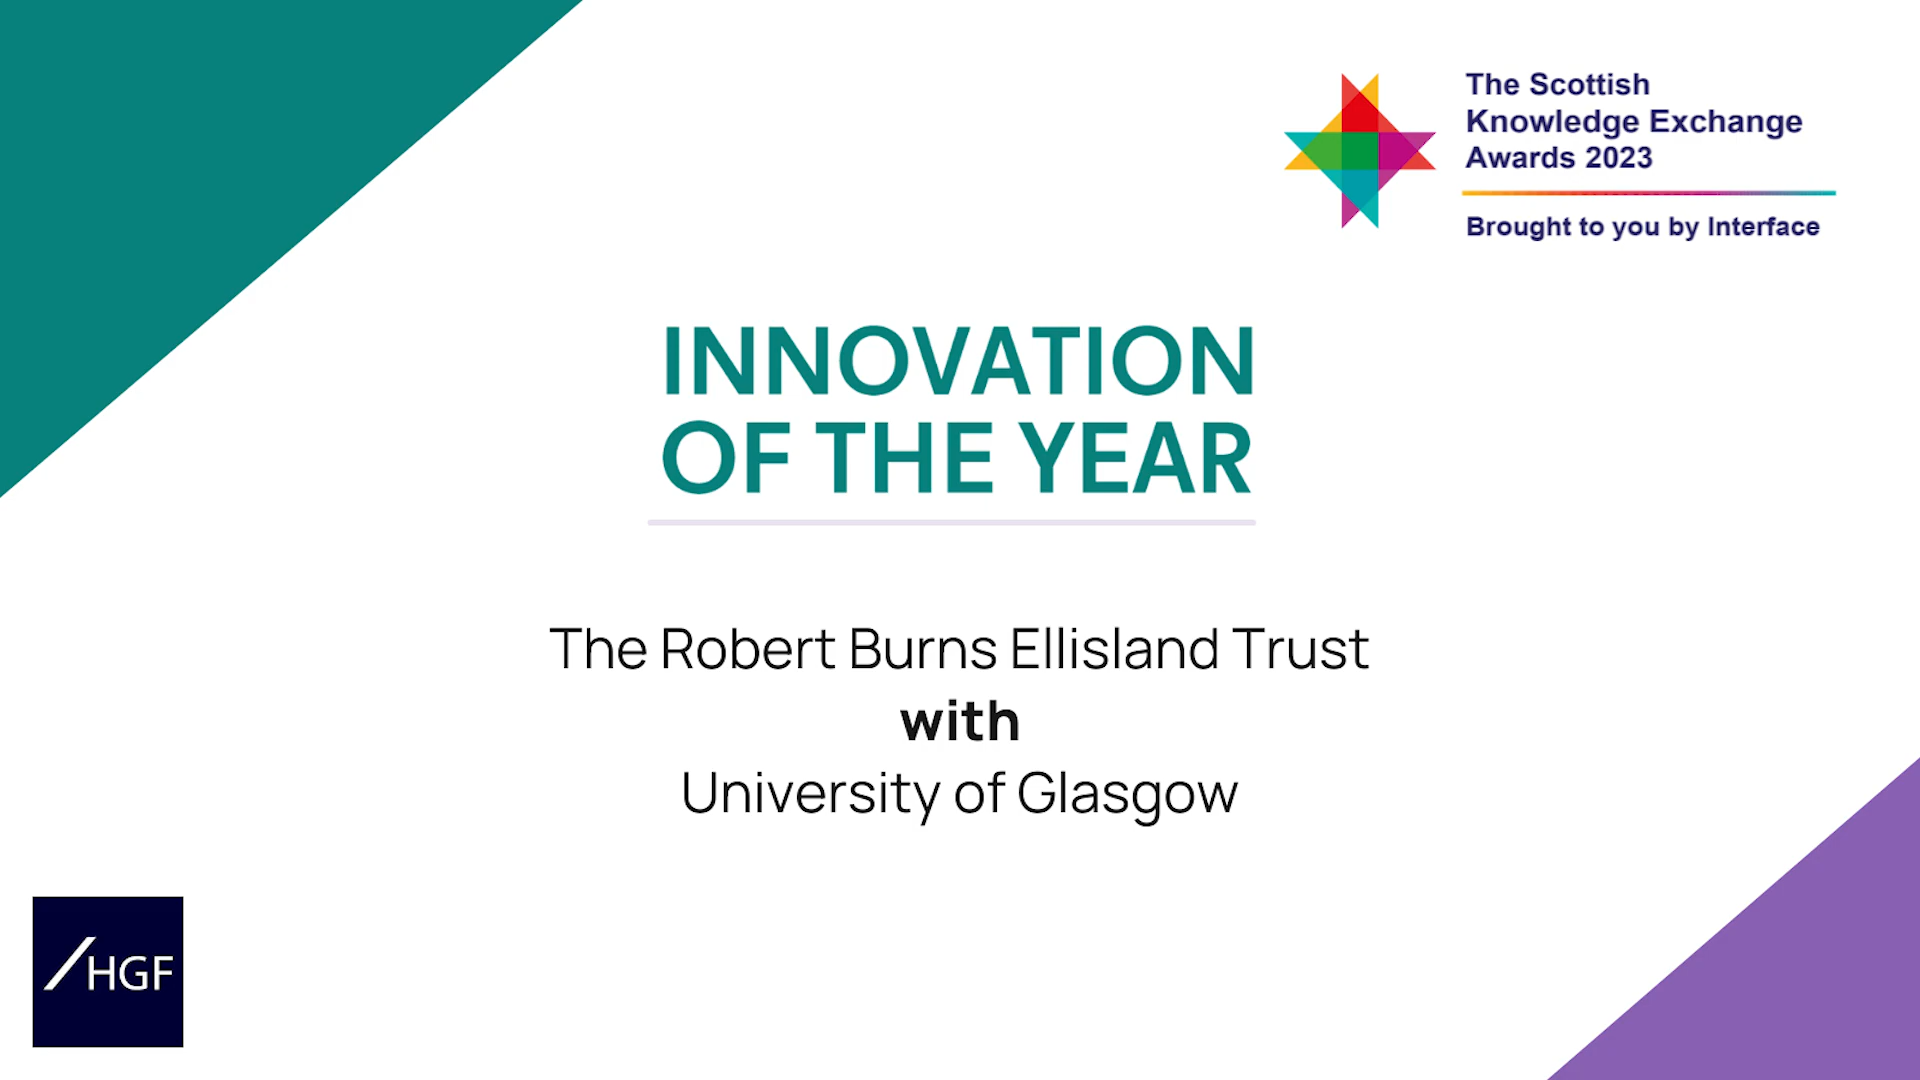 The Scottish
Knowledge Exchange
Awards 2023
Brought to you by Interface
INNOVATION
OF THE YEAR
The Robert Burns Ellisland Trust
with
University of Glasgow
HGF